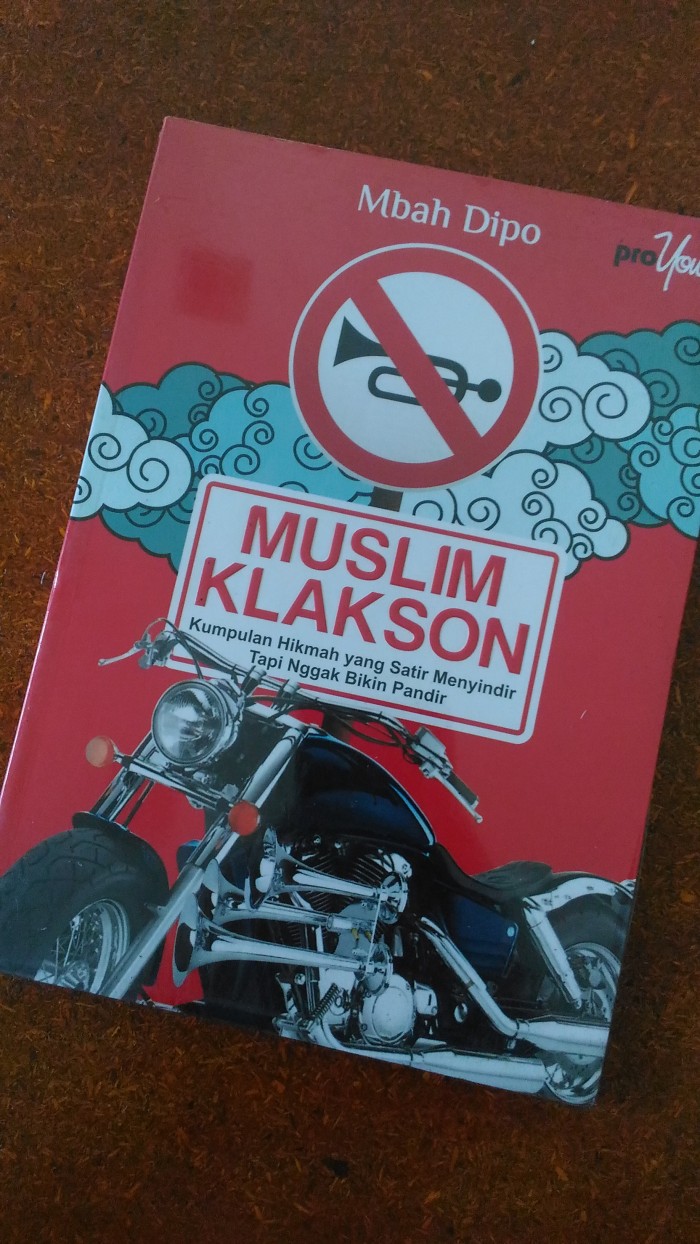 Mbah Dipo
proYou
MUSLIM
KLAKSON
Kumpulan Hikmah yang Satir Menyindir
Tapi Nggak Bikin Pandir